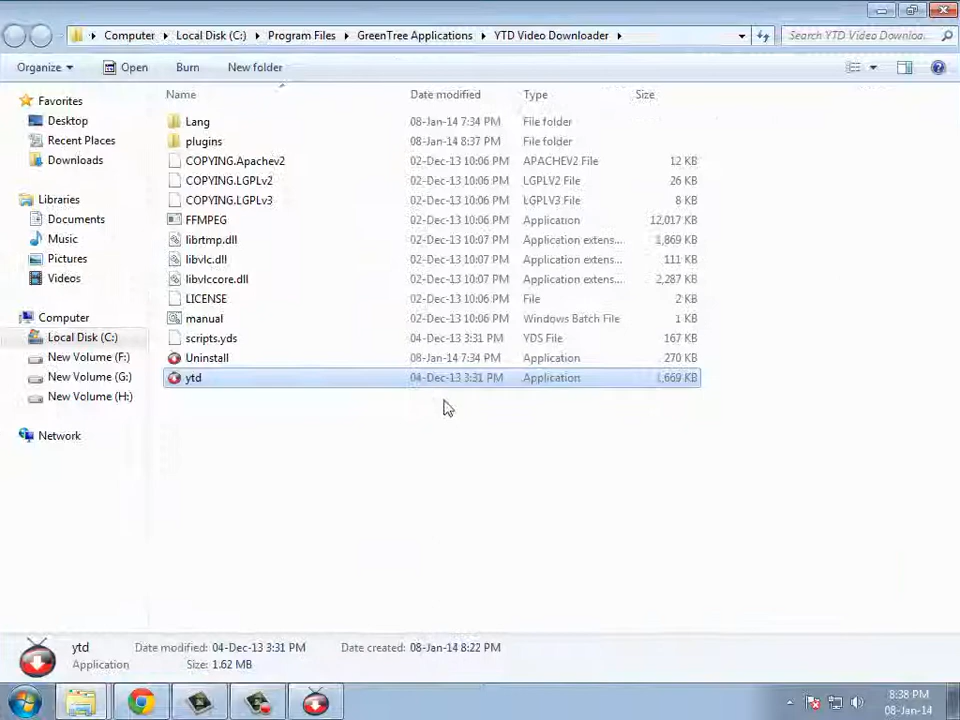 Computer Local Disk (C:) Program Files GreenTree Applications YTD Video Downloader Search YTD Video Downloa...
Organize Open Burn New folder
Name Date modified Type Size
Favorites
Desktop
Recent Places
Downloads
Libraries
Documents
Music
Pictures
Videos
Computer
Local Disk (C:)
New Volume (F:)
New Volume (G:)
New Volume (H:)
Network
Lang 08-Jan-14 7:34 PM File folder
plugins 08-Jan-14 8:37 PM File folder
COPYING.Apachev2 02-Dec-13 10:06 PM APACHEV2 File 12 KB
COPYING.LGPLv2 02-Dec-13 10:06 PM LGPLV2 File 26 KB
COPYING.LGPLv3 02-Dec-13 10:06 PM LGPLV3 File 8 KB
FFMPEG 02-Dec-13 10:06 PM Application 12,017 KB
librtmp.dll 02-Dec-13 10:07 PM Application extens... 1,869 KB
libvlc.dll 02-Dec-13 10:07 PM Application extens... 111 KB
libvlccore.dll 02-Dec-13 10:07 PM Application extens... 2,287 KB
LICENSE 02-Dec-13 10:06 PM File 2 KB
manual 02-Dec-13 10:06 PM Windows Batch File 1 KB
scripts.yds 04-Dec-13 3:31 PM YDS File 167 KB
Uninstall 08-Jan-14 7:34 PM Application 270 KB
ytd 04-Dec-13 3:31 PM Application 1,669 KB
ytd Date modified: 04-Dec-13 3:31 PM Date created: 08-Jan-14 8:22 PM
Application Size: 1.62 MB
8:38 PM
08-Jan-14